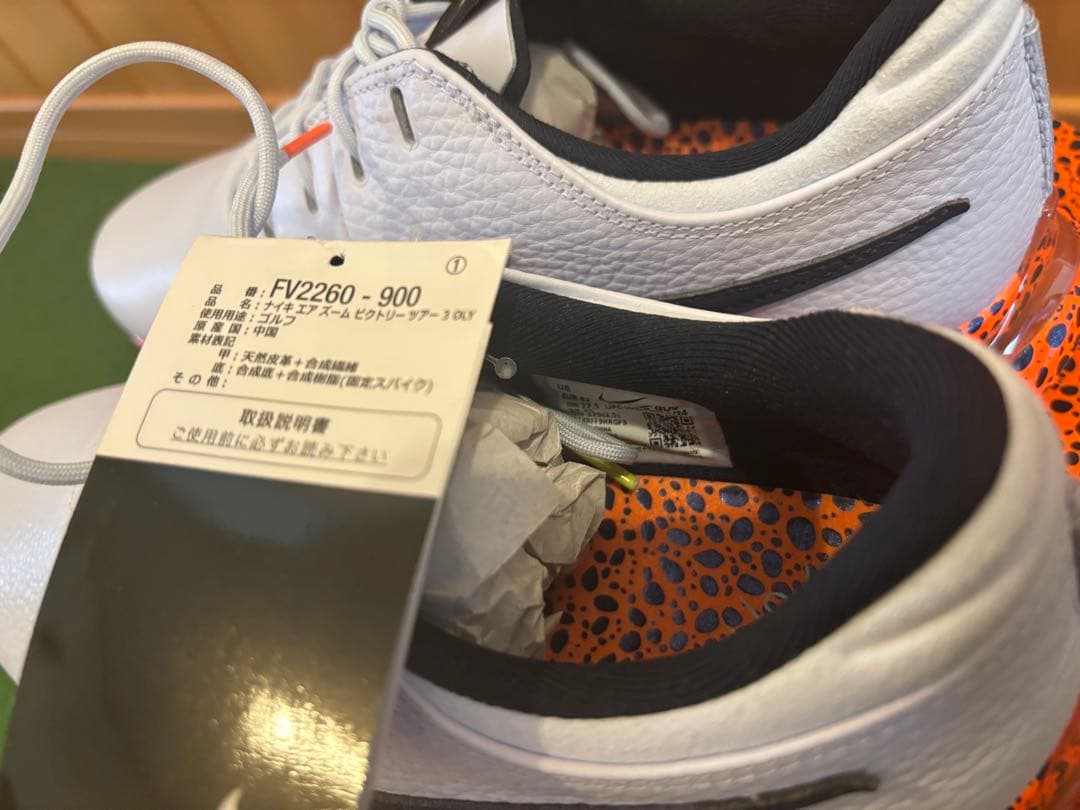 ①
品 番：FV2260 - 900
品 名：ナイキ エア ズーム ビクトリー ツアー 3 OLY
使用用途：ゴルフ
原 産 国：中国
素材表記
甲：天然皮革＋合成繊維
底：合成底＋合成樹脂(固定スパイク)
そ の 他：
取扱説明書
ご使用前に必ずお読み下さい
US